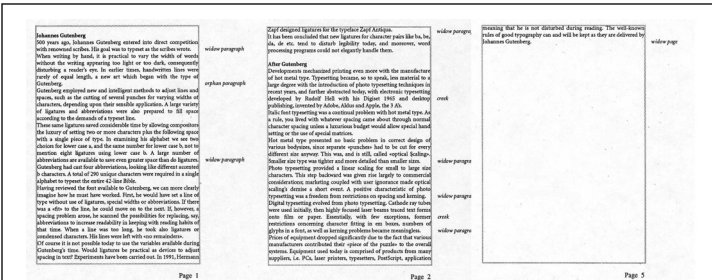 Johannes Gutenberg
500 years ago, Johannes Gutenberg entered into direct competition
with renowned scribes. His goal was to typeset as the scribes wrote.
widow paragraph
When writing by hand, it is practical to vary the width of words
without the writing appearing too light or too dark, consequently
disturbing a reader's eye. In earlier times, handwritten lines were
rarely of equal length, a new art which began with the type of
Gutenberg.
orphan paragraph
Gutenberg employed new and intelligent methods to adjust lines and
spaces, such as the cutting of several punches for varying widths of
characters, depending upon their sensible application. A large variety
of ligatures and abbreviations were also prepared to fill space
according to the demands of a typeset line.
These same ligatures saved considerable time by allowing compositors
the luxury of setting two or more characters plus the following space
with a single piece of type. In examining his alphabet we see two
choices for lower case a, and the same number for lower case b, not to
mention eight ligatures using lower case b. A large number of
abbreviations are available to save even greater space than do ligatures.
widow paragraph
Gutenberg had cast four abbreviations, looking like different accented
b characters. A total of 290 unique characters were required in a single
alphabet to typeset the entire 42-line Bible.
Having reviewed the font available to Gutenberg, we can more clearly
imagine how he must have worked. First, he would have set a line of
type without use of ligatures, special widths or abbreviations. If there
was a «fit» to the line, he could move on to the next. If, however, a
spacing problem arose, he scanned the possibilities for replacing, say,
abbreviations to increase readability in keeping with reading habits of
that time. When a line was too long, he took also ligatures or
condensed characters. His lines were left with «no remainders».
Of course it is not possible today to use the variables available during
Gutenberg's time. Would ligatures be practical as devices to adjust
spacing in text? Experiments have been carried out. In 1991, Hermann
Page 1
Zapf designed ligatures for the typeface Zapf Antiqua.
widow paragra
It has been concluded that new ligatures for character pairs like ba, be,
da, de etc. tend to disturb legibility today, and moreover, word
processing programs could not elegantly handle them.
After Gutenberg
Developments mechanized printing even more with the manufacture
of hot metal type. Typesetting became, so to speak, less material to a
large degree with the introduction of photo typesetting techniques in
recent years, and further abstracted today, with electronic typesetting
developed by Rudolf Hell with his Digiset 1965 and desktop
creek
publishing, invented by Adobe, Aldus and Apple, the 3 A's.
Italic font typesetting was a continual problem with hot metal type. As
a rule, you lived with whatever spacing came about through normal
character spacing unless a luxurious budget would allow special hand
setting or the use of special matrices.
Hot metal type presented no basic problem in correct design of
various bodysizes, since seperate «punches» had to be cut for every
different size anyway. This was, and is still, called «optical scaling».
Smaller size type was tighter and more detailed than smaller sizes.
widow paragra
Photo typesetting provided a linear scaling for small to large size
characters. This step backward was given rise largely to commercial
considerations; marketing coupled with user ignorance made optical
scaling's demise a short event. A positive characteristic of photo
typesetting was a freedom from restrictions on spacing and kerning.
widow paragra
Digital typesetting evolved from photo typesetting. Cathode ray tubes
were used initially, then highly focused laser beams traced text forms
onto film or paper. Essentially, with few exceptions, former
creek
restrictions concerning character fitting in em boxes, numbers of
glyphs in a font, as well as kerning problems became meaningless.
widow paragra
Prices of equipment dropped significantly due to the fact that various
manufacturers contributed their «piece of the puzzle» to the overall
systems. Equipment used today is comprised of products from many
suppliers, i.e. PCs, laser printers, typesetters, PostScript, application
Page 2
meaning that he is not disturbed during reading. The well-known
rules of good typography can and will be kept as they are delivered by
Johannes Gutenberg.
widow page
Page 5